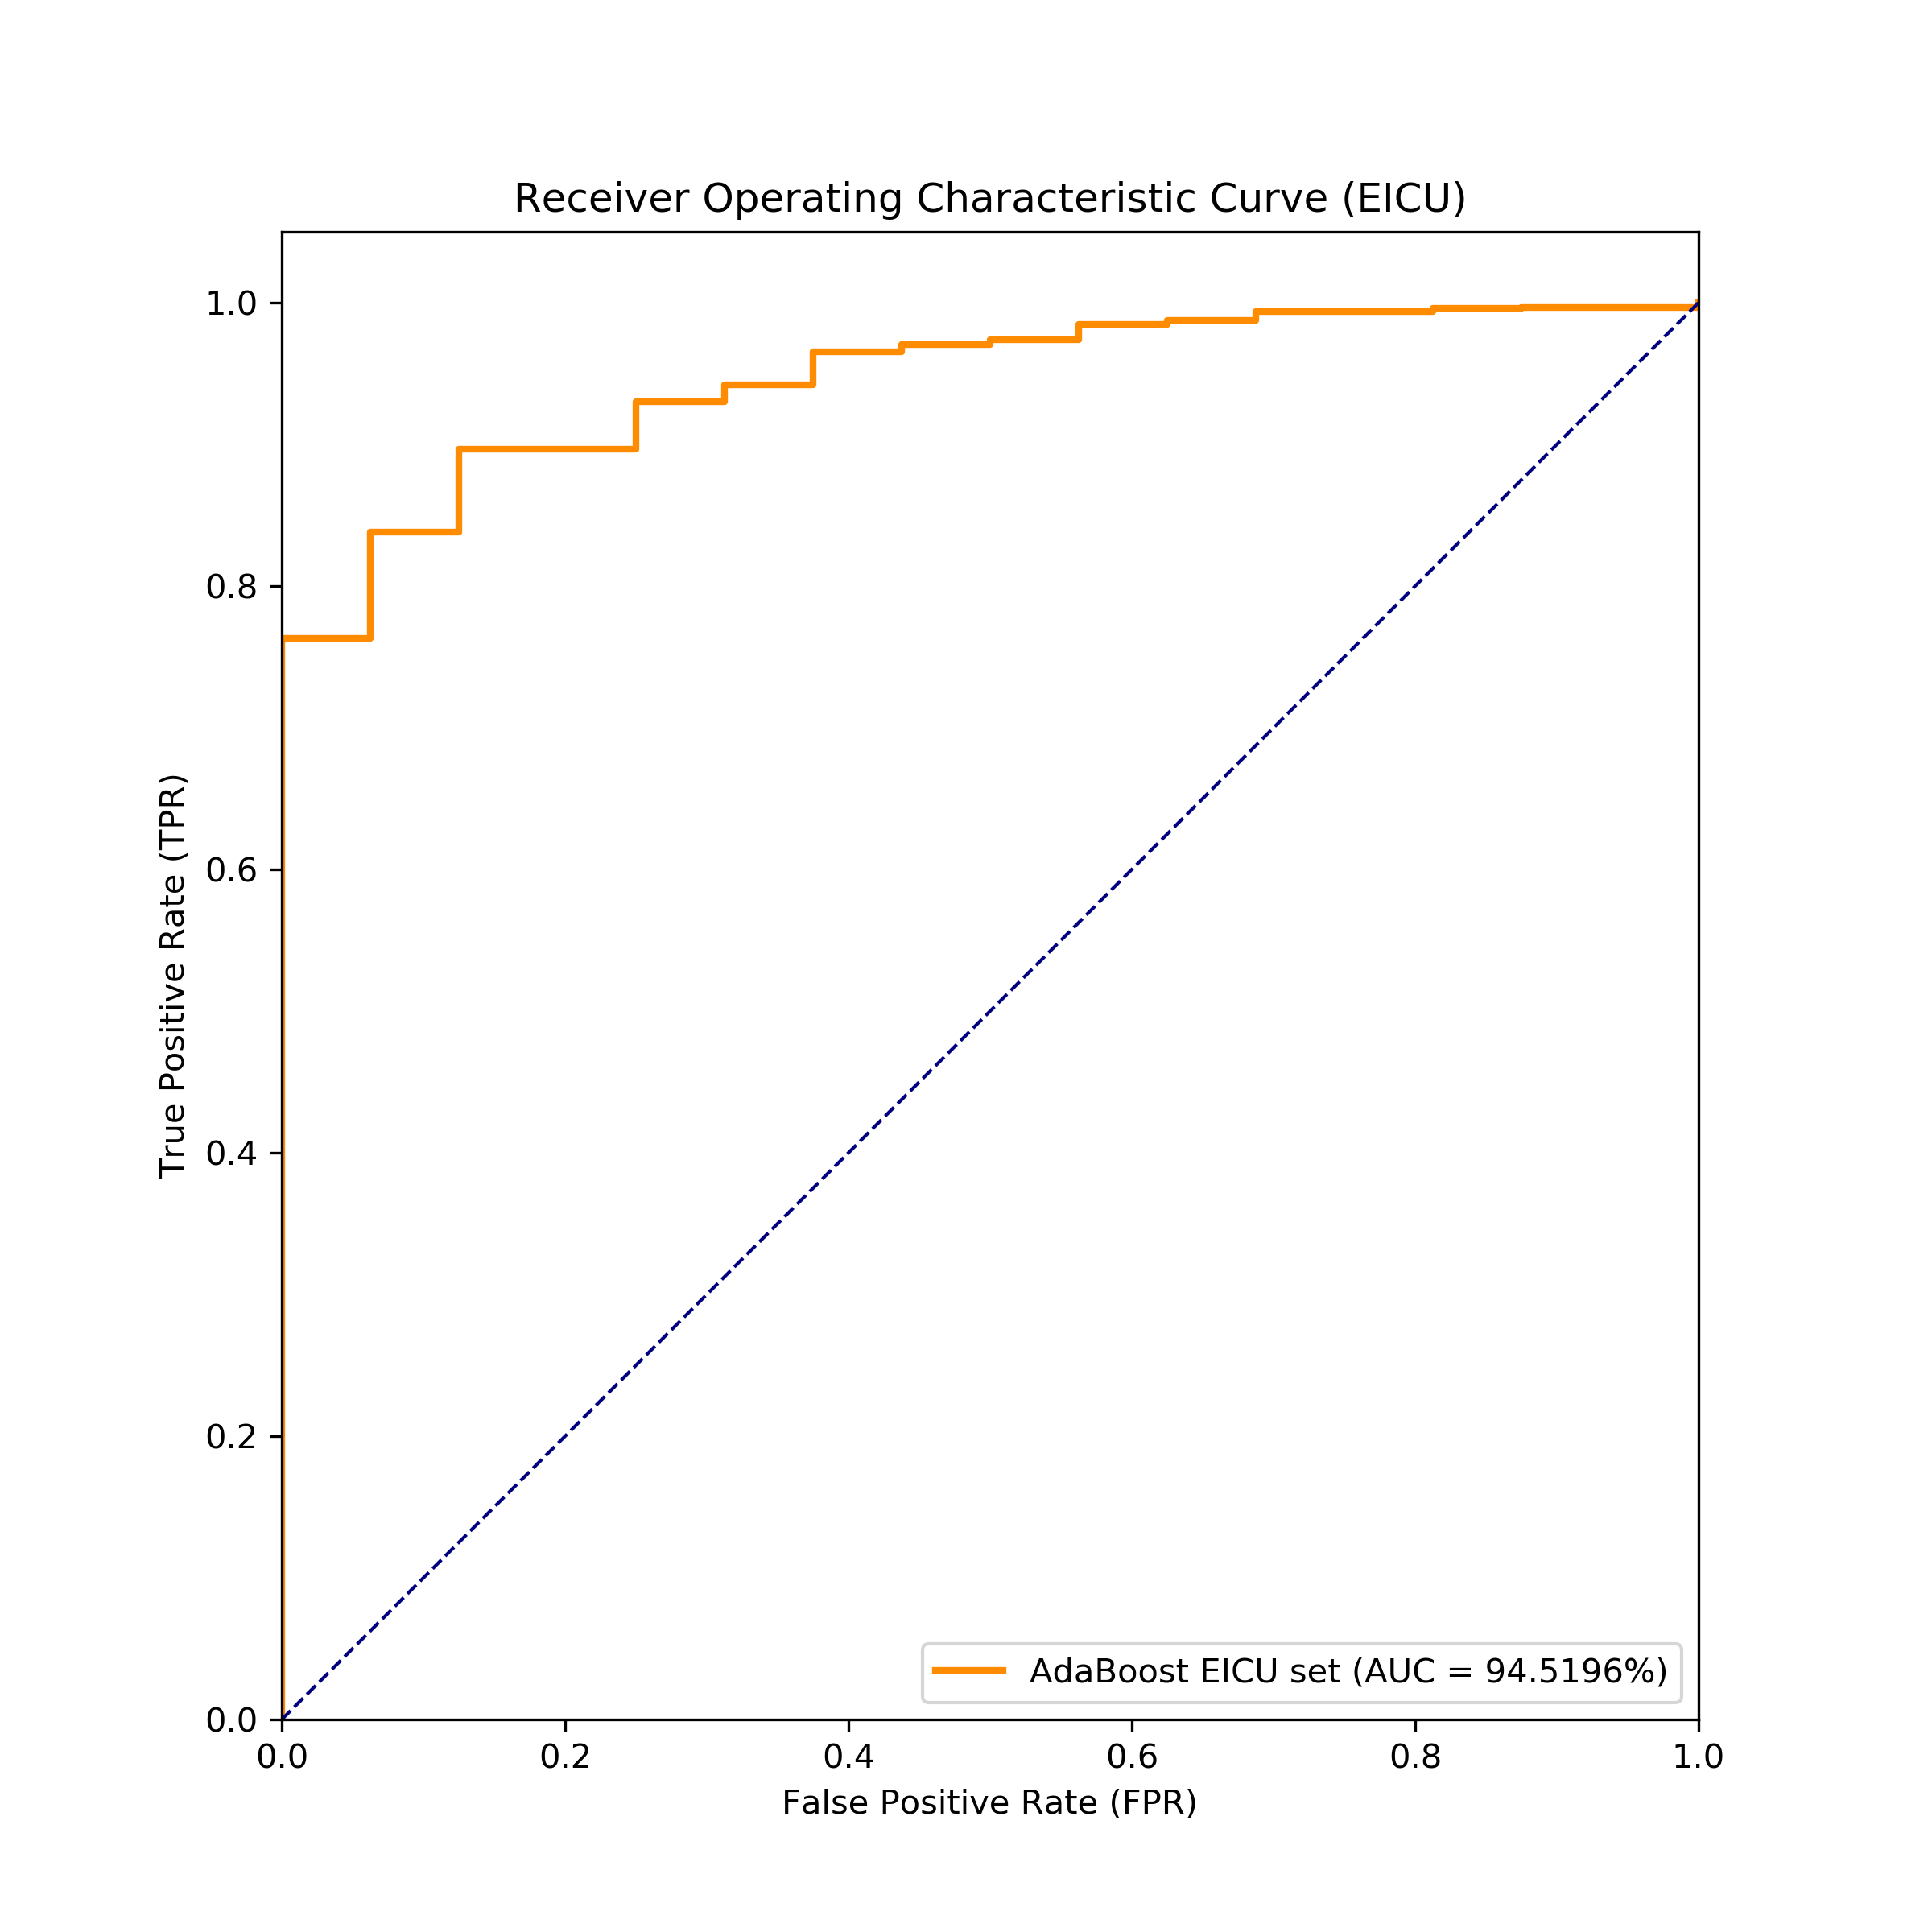 Receiver Operating Characteristic Curve (EICU)
True Positive Rate (TPR)
1.0
0.8
0.6
0.4
0.2
0.0
AdaBoost EICU set (AUC = 94.5196%)
0.0 0.2 0.4 0.6 0.8 1.0
False Positive Rate (FPR)